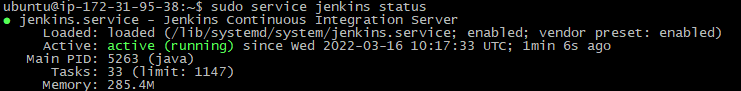 ubuntu@ip-172-31-95-38:~$ sudo service jenkins status
● jenkins.service - Jenkins Continuous Integration Server
Loaded: loaded (/lib/systemd/system/jenkins.service; enabled; vendor preset: enabled)
Active: active (running) since Wed 2022-03-16 10:17:33 UTC; 1min 6s ago
Main PID: 5263 (java)
Tasks: 33 (limit: 1147)
Memory: 285.4M